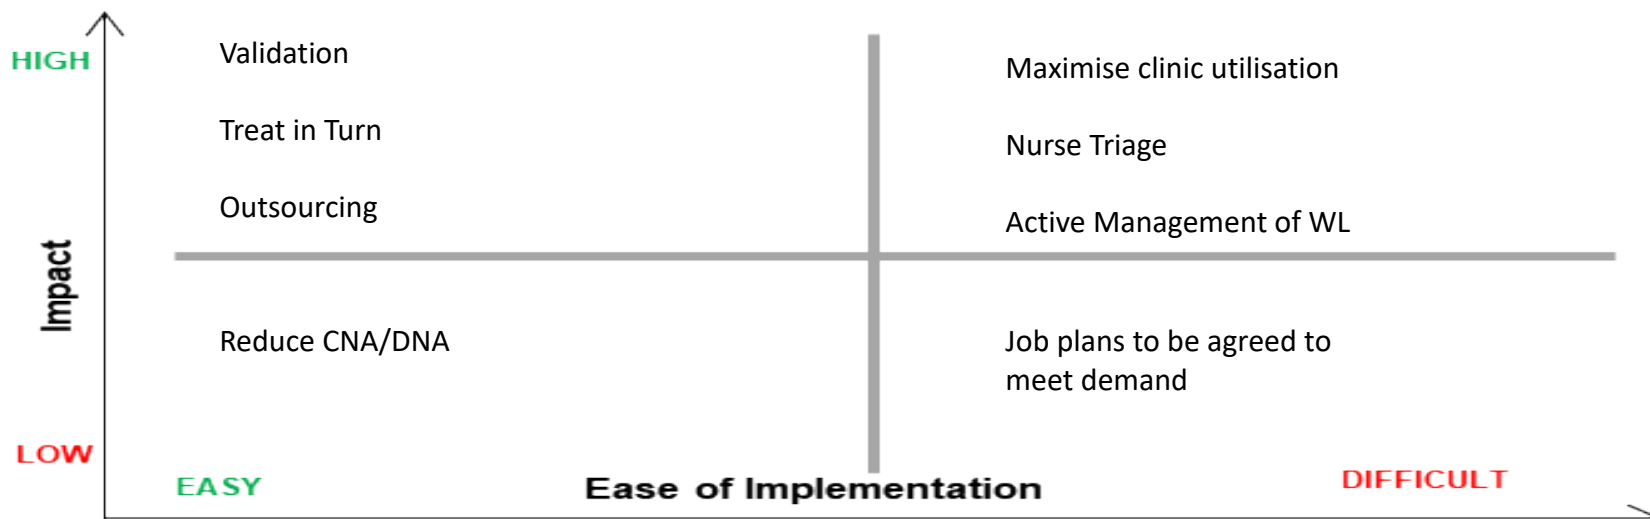 HIGH
Validation
Maximise clinic utilisation
Treat in Turn
Nurse Triage
Outsourcing
Active Management of WL
Impact
Reduce CNA/DNA
Job plans to be agreed to
meet demand
LOW
EASY
Ease of Implementation
DIFFICULT